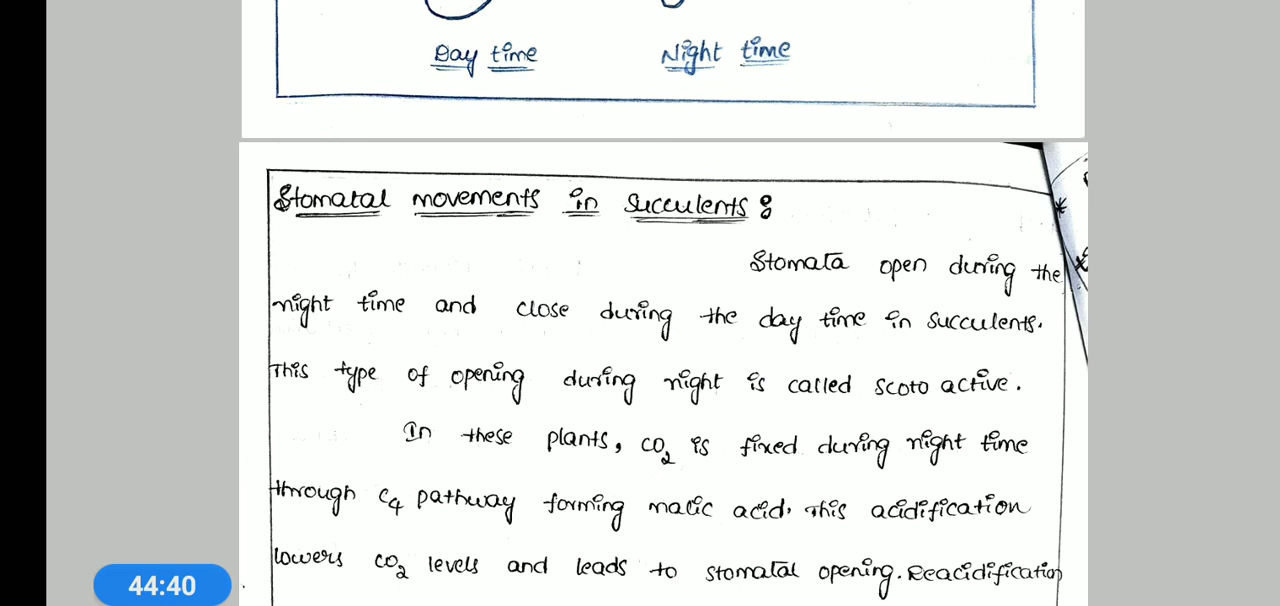 Day time Night time
Stomatal movements in succulents :
Stomata open during the
night time and close during the day time in succulents.
This type of opening during night is called scoto active.
In these plants, CO₂ is fixed during night time
through C₄ pathway forming malic acid. This acidification
lowers CO₂ levels and leads to stomatal opening. Deacidification
44:40